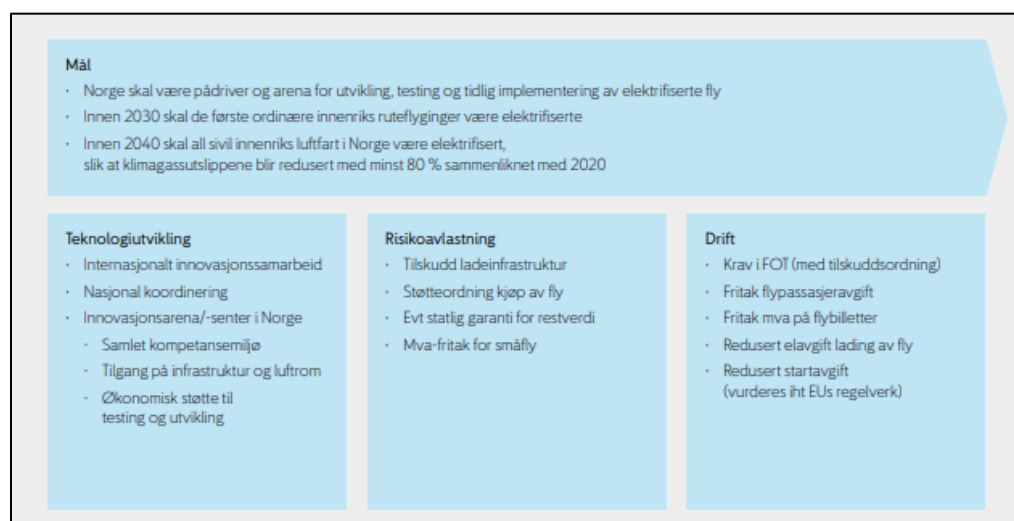 Mål
· Norge skal være pådriver og arena for utvikling, testing og tidlig implementering av elektrifiserte fly
· Innen 2030 skal de første ordinære innenriks ruteflyginger være elektrifiserte
· Innen 2040 skal all sivil innenriks luftfart i Norge være elektrifisert,
slik at klimagassutslippene blir redusert med minst 80 % sammenliknet med 2020
Teknologiutvikling
· Internasjonalt innovasjonssamarbeid
· Nasjonal koordinering
· Innovasjonsarena/-senter i Norge
· Samlet kompetansemiljø
· Tilgang på infrastruktur og luftrom
· Økonomisk støtte til
testing og utvikling
Risikoavlastning
· Tilskudd ladeinfrastruktur
· Støtteordning kjøp av fly
· Evt statlig garanti for restverdi
· Mva-fritak for småfly
Drift
· Krav i FOT (med tilskuddsordning)
· Fritak flypassasjeravgift
· Fritak mva på flybilletter
· Redusert elavgift lading av fly
· Redusert startavgift
(vurderes iht EUs regelverk)